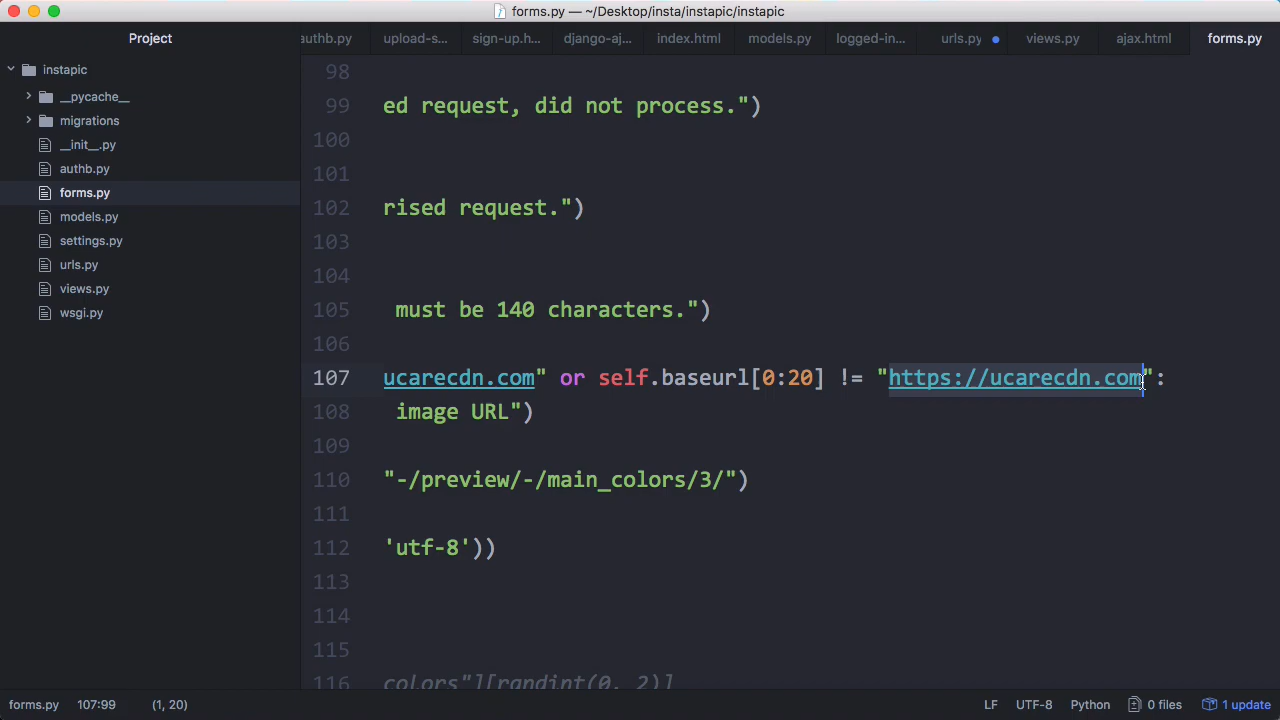 forms.py — ~/Desktop/insta/instapic/instapic
Project
authb.py upload-s... sign-up.h... django-aj... index.html models.py logged-in... urls.py views.py ajax.html forms.py
instapic
__pycache__
migrations
__init__.py
authb.py
forms.py
models.py
settings.py
urls.py
views.py
wsgi.py
98
99 ed request, did not process.")
100
101
102 rised request.")
103
104
105 must be 140 characters.")
106
107 ucarecdn.com" or self.baseurl[0:20] != "https://ucarecdn.com":
108 image URL")
109
110 "-/preview/-/main_colors/3/")
111
112 'utf-8'))
113
114
115
116 colors"][randint(0, 2)]
forms.py 107:99 (1, 20) LF UTF-8 Python 0 files 1 update